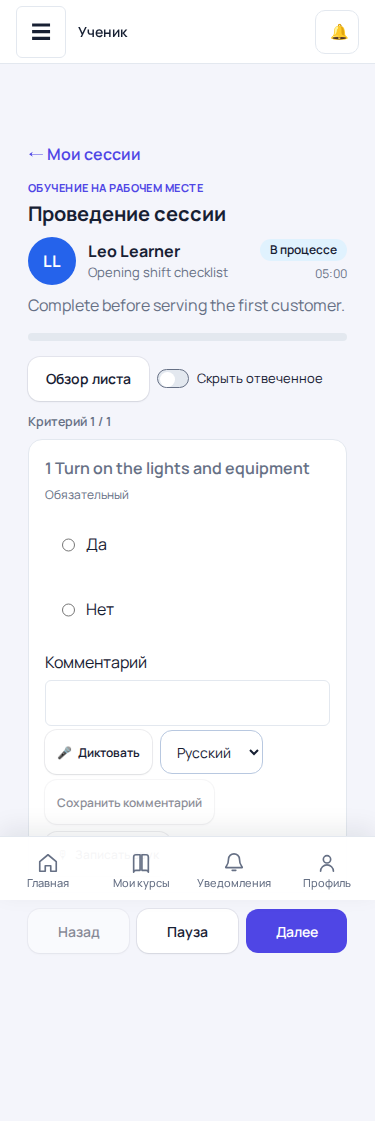 Ученик
← Мои сессии
ОБУЧЕНИЕ НА РАБОЧЕМ МЕСТЕ
Проведение сессии
LL
Leo Learner
В процессе
Opening shift checklist
05:00
Complete before serving the first customer.
Обзор листа
Скрыть отвеченное
Критерий 1 / 1
1 Turn on the lights and equipment
Обязательный
Да
Нет
Комментарий
Диктовать
Русский
Сохранить комментарий
Главная
Мои курсы
Уведомления
Профиль
Назад
Пауза
Далее